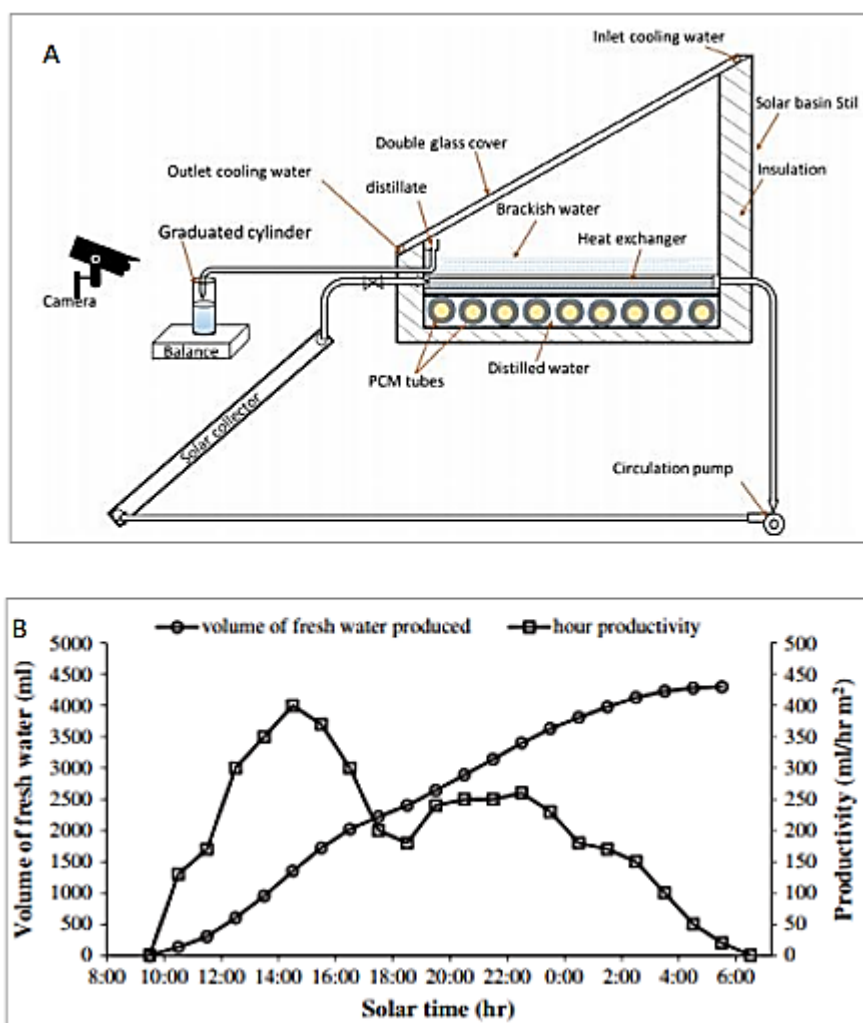 A
Inlet cooling water
Solar basin Stil
Double glass cover
Insulation
Outlet cooling water
distillate
Brackish water
Graduated cylinder
Heat exchanger
Camera
Balance
PCM tubes
Distilled water
Solar collector
Circulation pump
B
volume of fresh water produced
hour productivity
5000
4500
4000
3500
3000
2500
2000
1500
1000
500
0
Volume of fresh water (ml)
500
450
400
350
300
250
200
150
100
50
0
Productivity (ml/hr m²)
8:00 10:00 12:00 14:00 16:00 18:00 20:00 22:00 0:00 2:00 4:00 6:00
Solar time (hr)